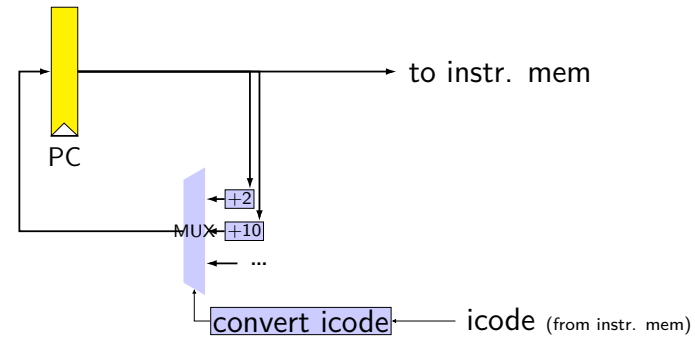 to instr. mem
PC
+2
MUX +10
...
convert icode icode (from instr. mem)